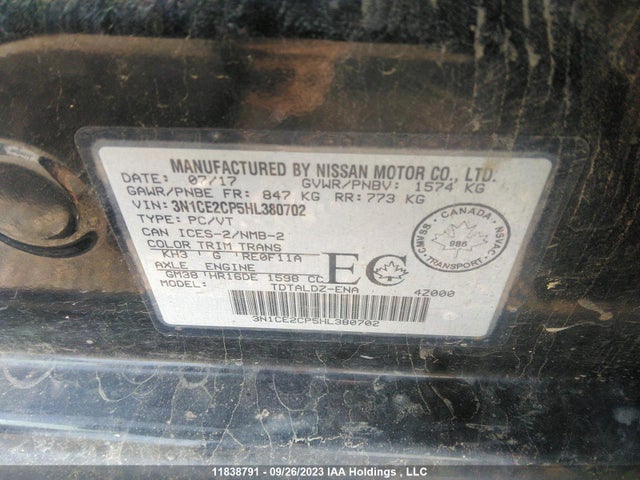 MANUFACTURED BY NISSAN MOTOR CO., LTD.
DATE: 07/17 GVWR/PNBV: 1574 KG
GAWR/PNBE FR: 847 KG RR: 773 KG
VIN: 3N1CE2CP5HL380702
TYPE: PC/VT
CAN ICES-2/NMB-2
COLOR TRIM TRANS
KH3 G RE0F11A
AXLE ENGINE
GM38 HR16DE 1598 CC
MODEL: TDTALDZ-ENA 42000
EC
CANADA
CMVSS 986 NSVAC
3N1CE2CP5HL380702
11838791 - 09/26/2023 IAA Holdings , LLC